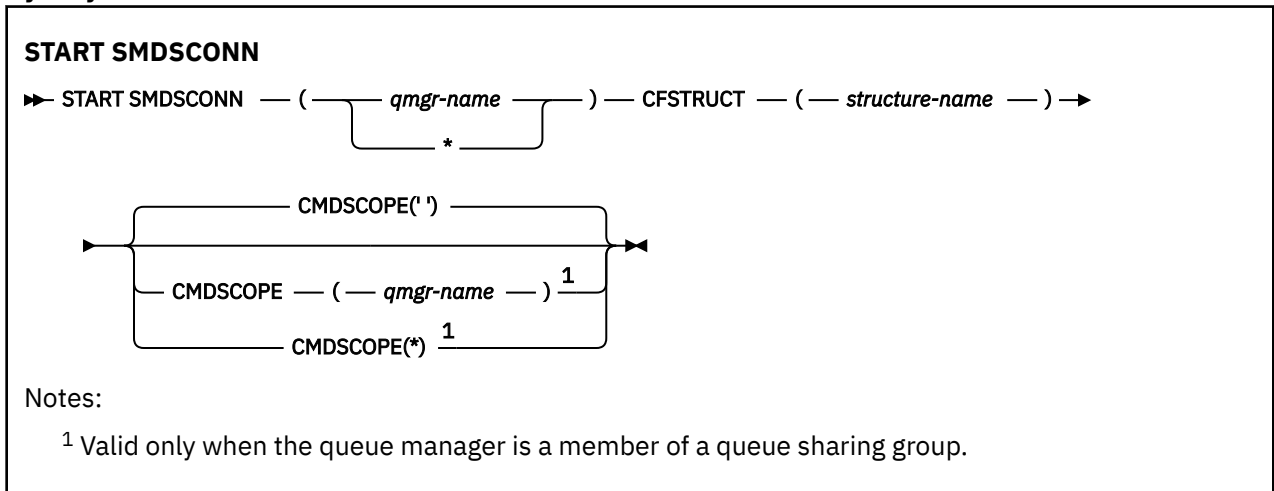 START SMDSCONN
START SMDSCONN ( qmgr-name ) CFSTRUCT ( structure-name )
*
CMDSCOPE(' ')
CMDSCOPE ( qmgr-name ) 1
CMDSCOPE(*) 1
Notes:
1 Valid only when the queue manager is a member of a queue sharing group.